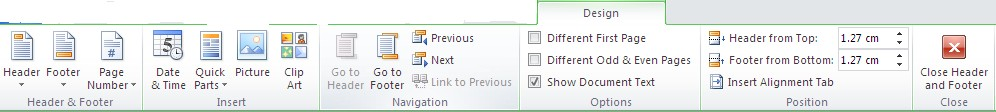 Design
Header
Footer
Page
Number
Header & Footer
5
Date
& Time
Quick
Parts
Picture
Clip
Art
Insert
Go to
Header
Go to
Footer
Previous
Next
Link to Previous
Navigation
Different First Page
Different Odd & Even Pages
Show Document Text
Options
Header from Top: 1.27 cm
Footer from Bottom: 1.27 cm
Insert Alignment Tab
Position
Close Header
and Footer
Close